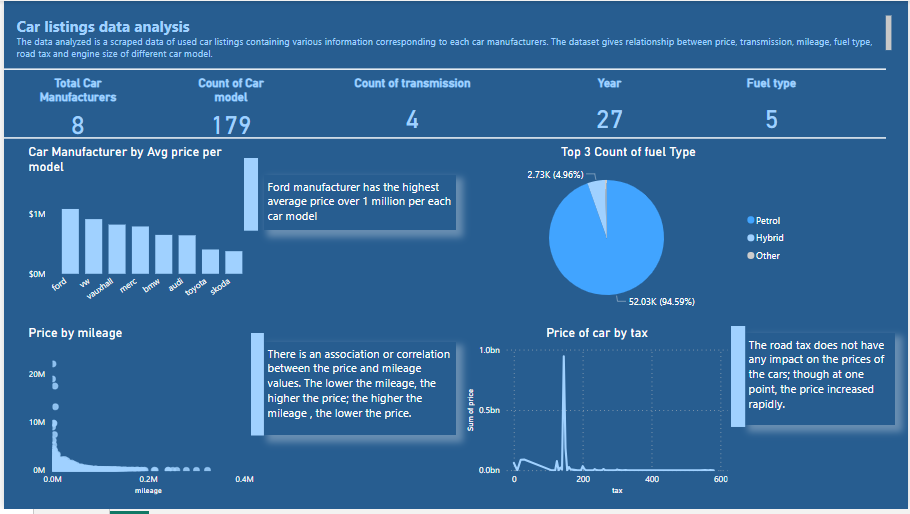 Car listings data analysis
The data analyzed is a scraped data of used car listings containing various information corresponding to each car manufacturers. The dataset gives relationship between price, transmission, mileage, fuel type,
road tax and engine size of different car model.
Total Car
Manufacturers
8
Count of Car
model
179
Count of transmission
4
Year
27
Fuel type
5
Car Manufacturer by Avg price per
model
$1M
$0M
ford
vw
vauxhall
merc
bmw
audi
toyota
skoda
Ford manufacturer has the highest
average price over 1 million per each
car model
Top 3 Count of fuel Type
2.73K (4.96%)
52.03K (94.59%)
Petrol
Hybrid
Other
Price by mileage
20M
10M
0M
0.0M
0.2M
0.4M
mileage
There is an association or correlation
between the price and mileage
values. The lower the mileage, the
higher the price; the higher the
mileage , the lower the price.
Price of car by tax
Sum of price
1.0bn
0.5bn
0.0bn
0
200
400
600
tax
The road tax does not have
any impact on the prices of
the cars; though at one
point, the price increased
rapidly.